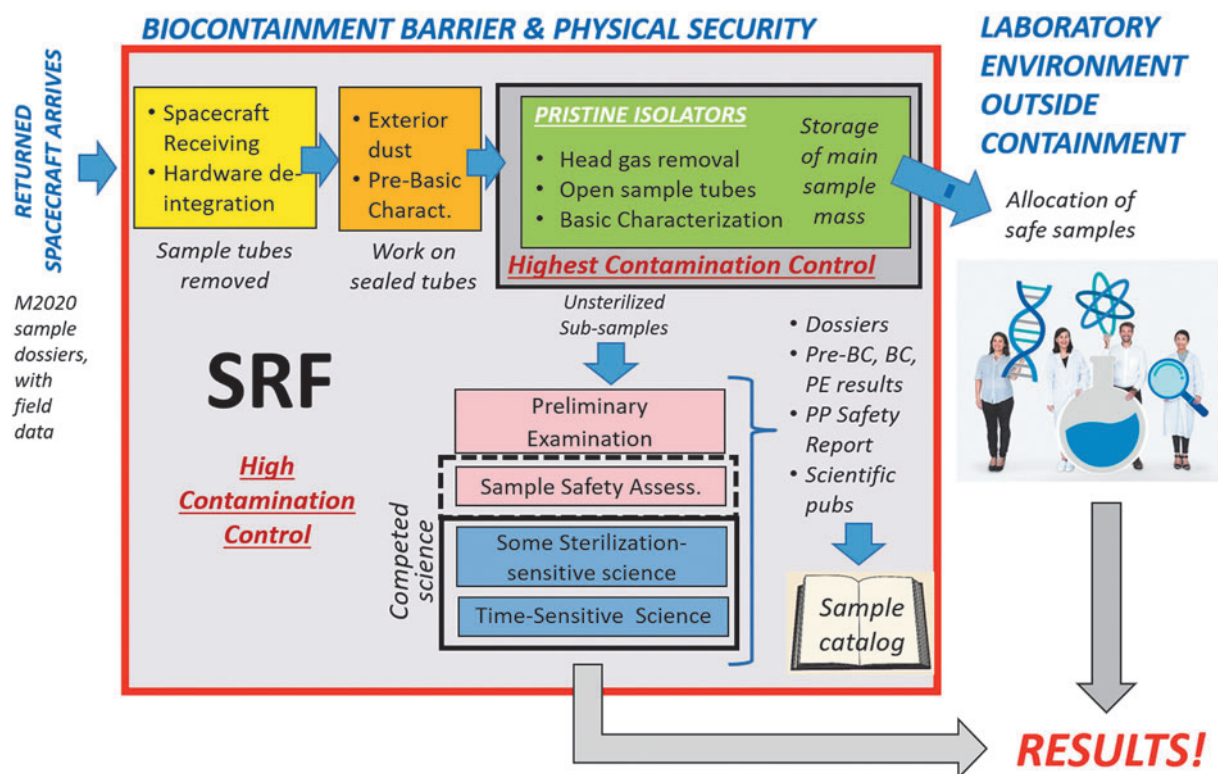 BIOCONTAINMENT BARRIER & PHYSICAL SECURITY
RETURNED
SPACECRAFT ARRIVES
M2020
sample
dossiers,
with
field
data
• Spacecraft
Receiving
• Hardware de-
integration
Sample tubes
removed
• Exterior
dust
• Pre-Basic
Charact.
Work on
sealed tubes
PRISTINE ISOLATORS
• Head gas removal
• Open sample tubes
• Basic Characterization
Storage
of main
sample
mass
Highest Contamination Control
Unsterilized
Sub-samples
SRF
High
Contamination
Control
Preliminary
Examination
Sample Safety Assess.
Competed
science
Some Sterilization-
sensitive science
Time-Sensitive Science
• Dossiers
• Pre-BC, BC,
PE results
• PP Safety
Report
• Scientific
pubs
Sample
catalog
LABORATORY
ENVIRONMENT
OUTSIDE
CONTAINMENT
Allocation of
safe samples
RESULTS!